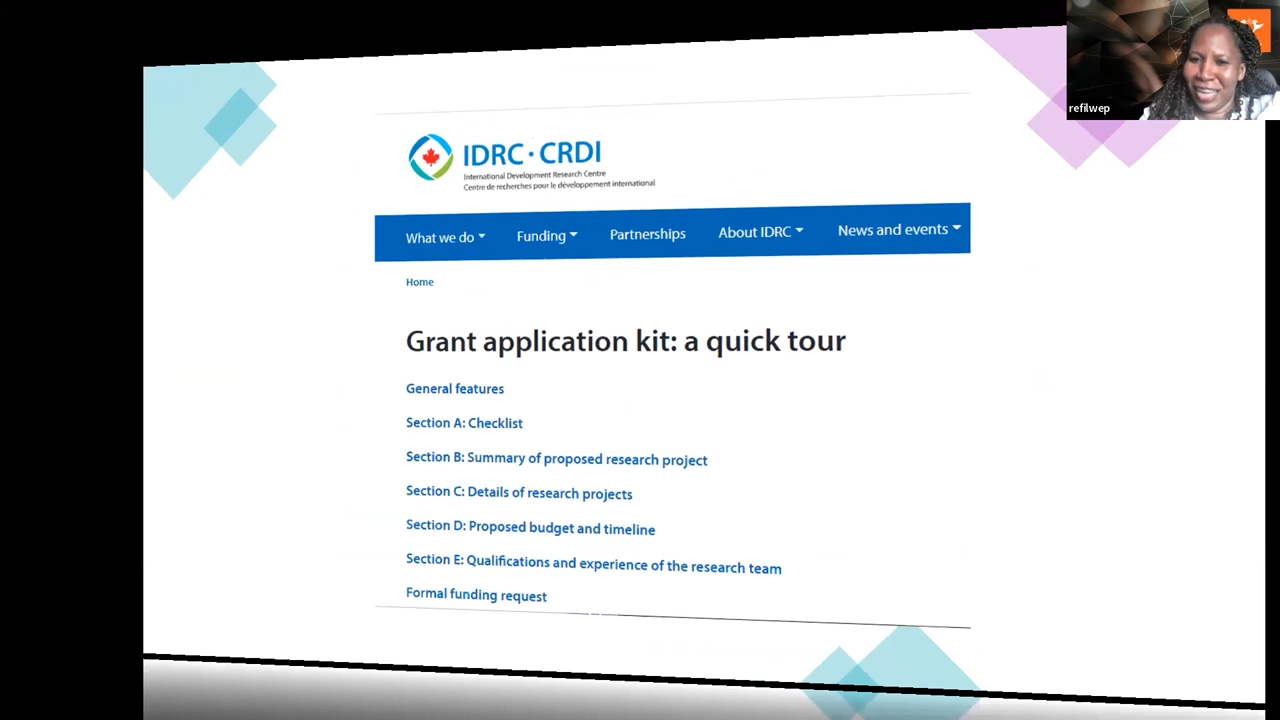 refilwep
IDRC · CRDI
International Development Research Centre
Centre de recherches pour le développement international
What we do
Funding
Partnerships
About IDRC
News and events
Home
Grant application kit: a quick tour
General features
Section A: Checklist
Section B: Summary of proposed research project
Section C: Details of research projects
Section D: Proposed budget and timeline
Section E: Qualifications and experience of the research team
Formal funding request